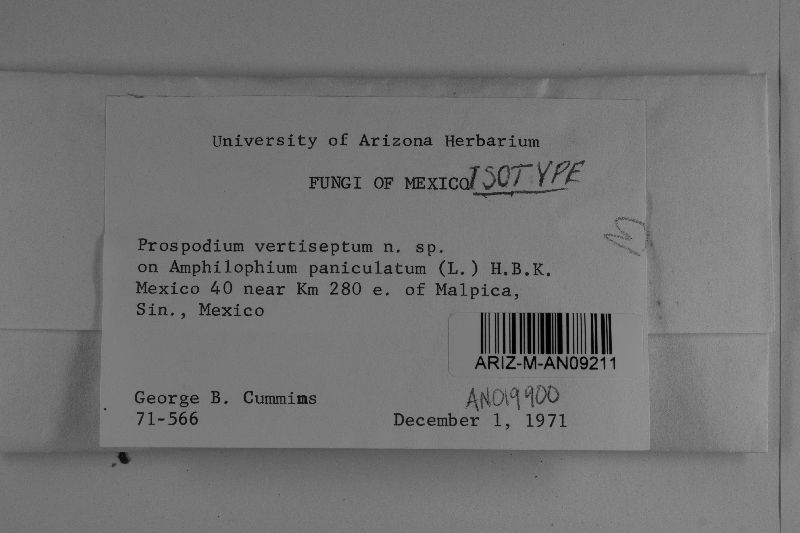 University of Arizona Herbarium
FUNGI OF MEXICO ISOTYPE
Prospodium vertiseptum n. sp.
on Amphilophium paniculatum (L.) H.B.K.
Mexico 40 near Km 280 e. of Malpica,
Sin., Mexico
ARIZ-M-AN09211
George B. Cummins
AN019900
71-566
December 1, 1971